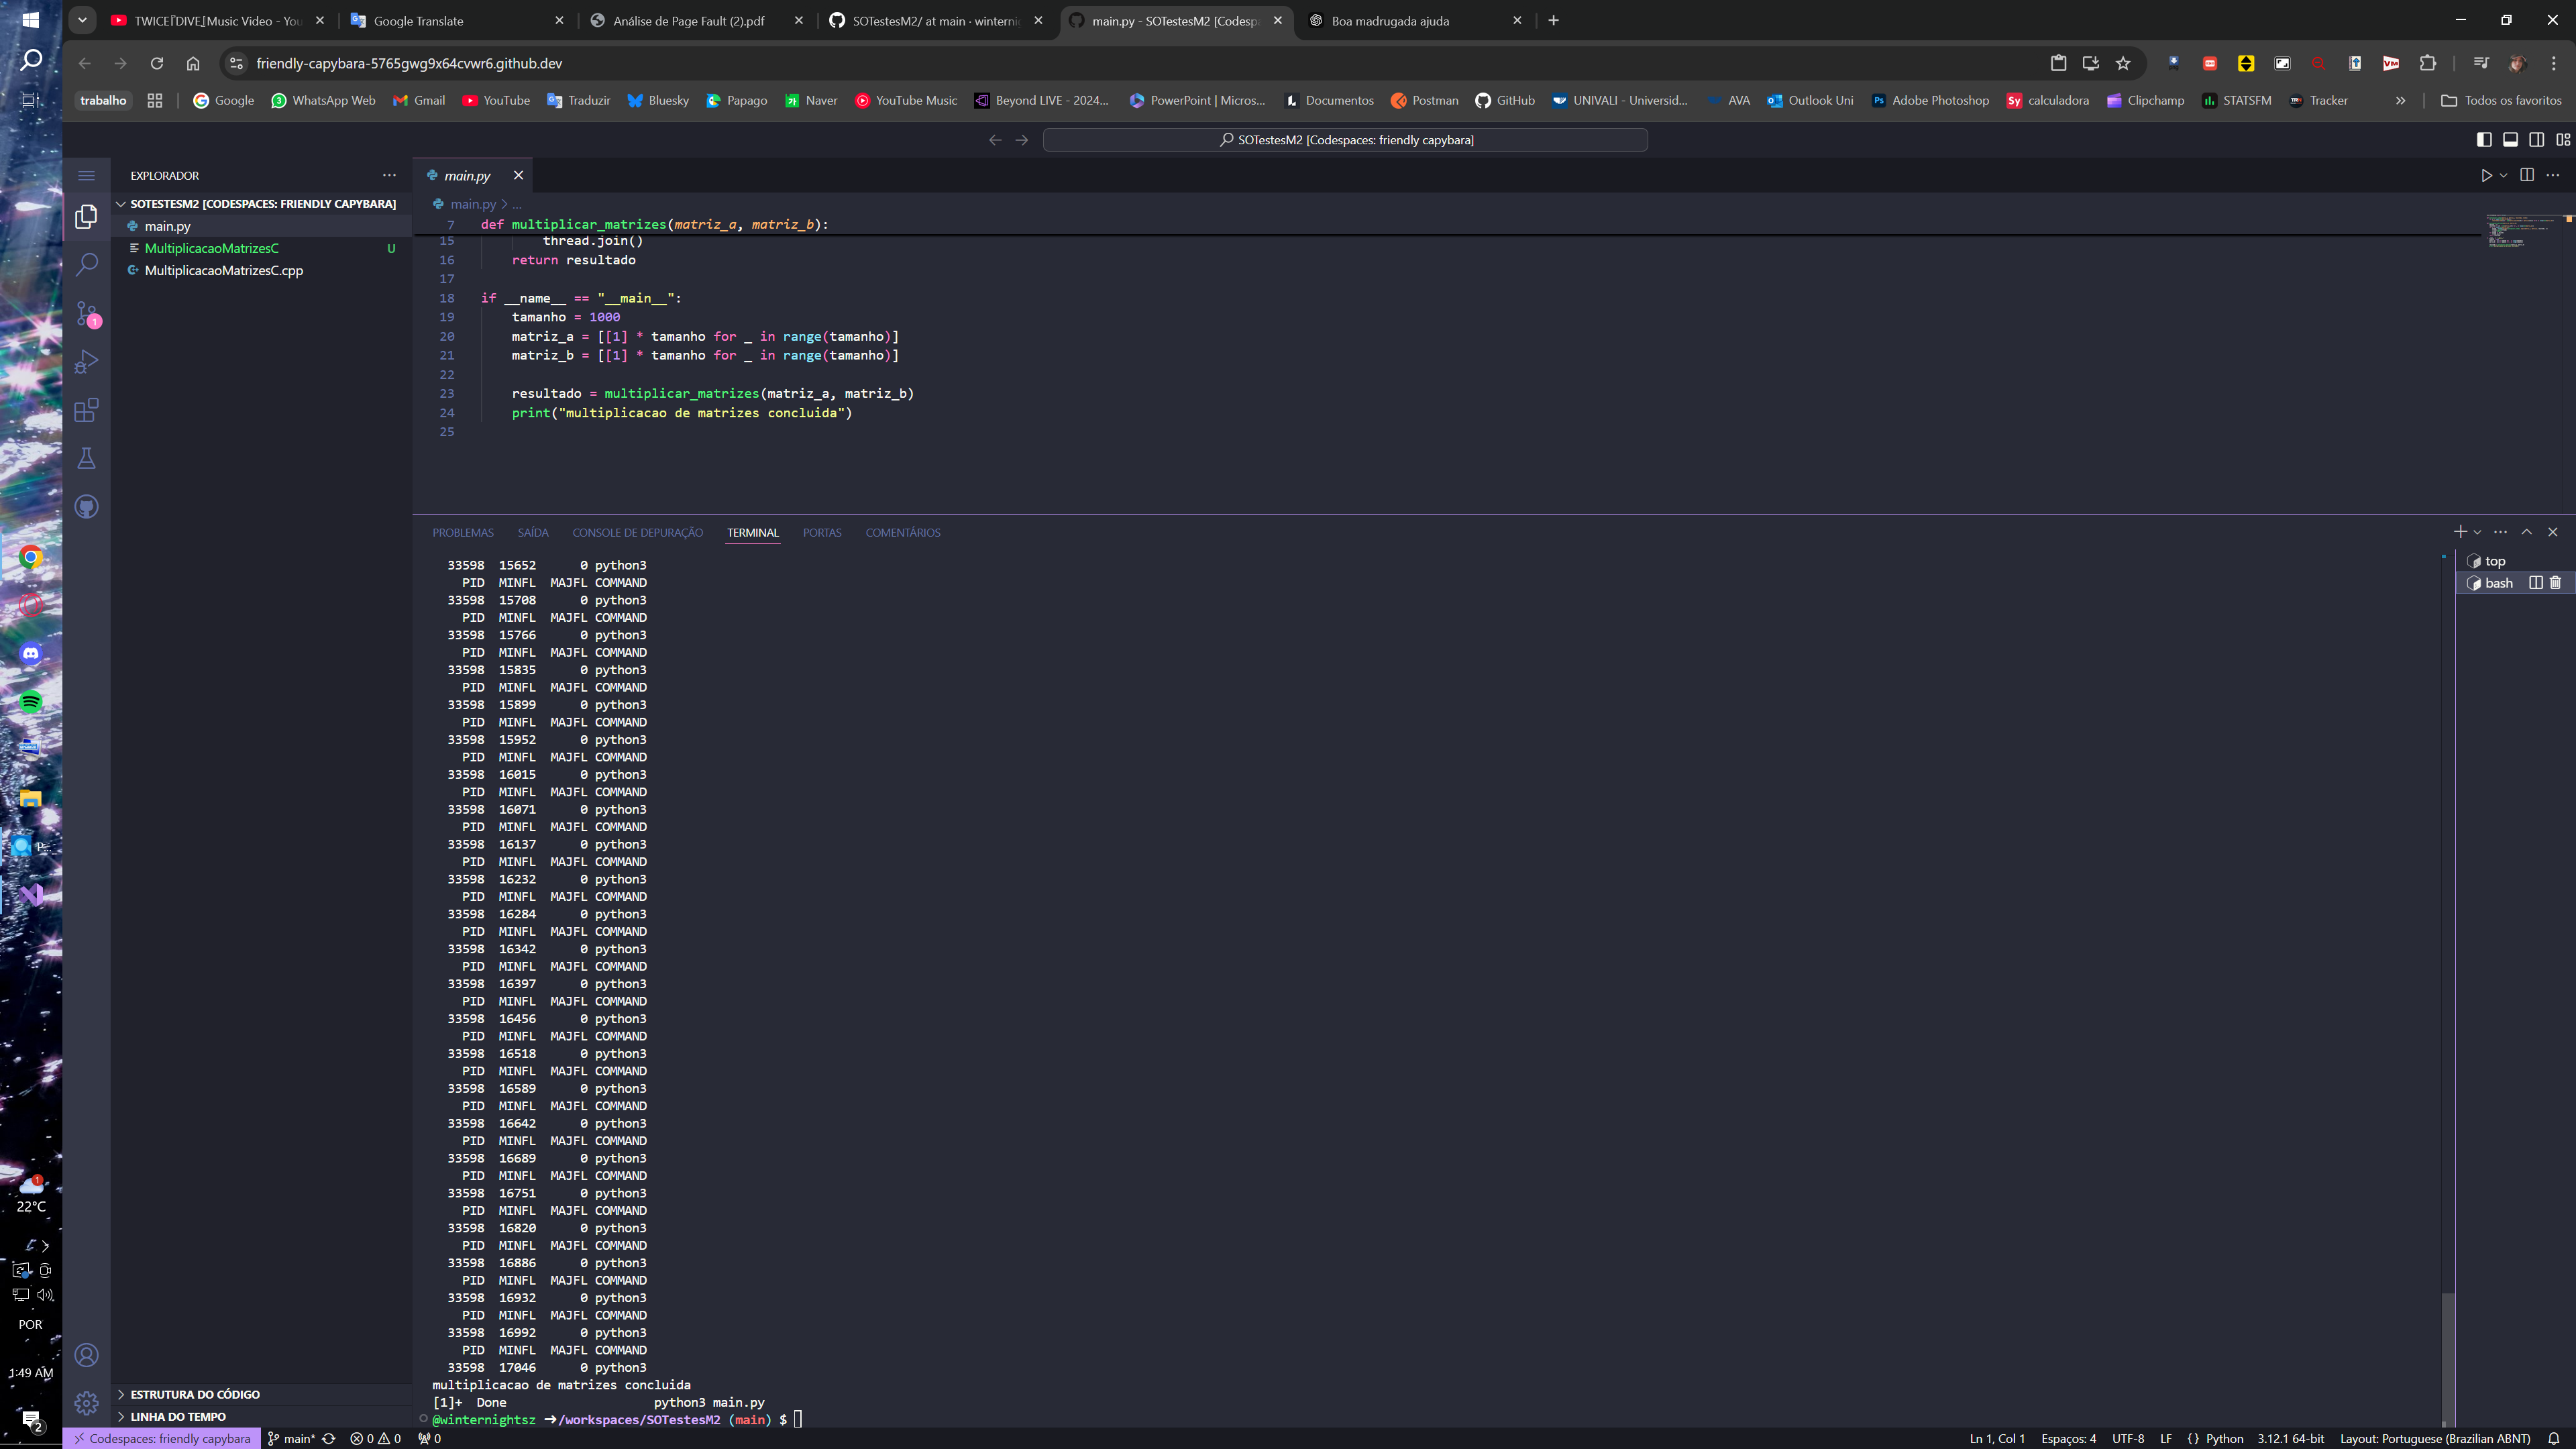 TWICE『DIVE』Music Video - You
Google Translate
Análise de Page Fault (2).pdf
SOTestesM2/ at main · winternig
main.py - SOTestesM2 [Codesp
Boa madrugada ajuda
friendly-capybara-5765gwg9x64cvwr6.github.dev
trabalho
Google
WhatsApp Web
Gmail
YouTube
Traduzir
Bluesky
Papago
Naver
YouTube Music
Beyond LIVE - 2024...
PowerPoint | Micros...
Documentos
Postman
GitHub
UNIVALI - Universid...
AVA
Outlook Uni
Adobe Photoshop
calculadora
Clipchamp
STATSFM
Tracker
Todos os favoritos
SOTestesM2 [Codespaces: friendly capybara]
EXPLORADOR
SOTESTESM2 [CODESPACES: FRIENDLY CAPYBARA]
main.py
MultiplicacaoMatrizesC U
MultiplicacaoMatrizesC.cpp
main.py
main.py > ...
7 def multiplicar_matrizes(matriz_a, matriz_b):
15 thread.join()
16 return resultado
17
18 if __name__ == "__main__":
19 tamanho = 1000
20 matriz_a = [[1] * tamanho for _ in range(tamanho)]
21 matriz_b = [[1] * tamanho for _ in range(tamanho)]
22
23 resultado = multiplicar_matrizes(matriz_a, matriz_b)
24 print("multiplicacao de matrizes concluida")
25
PROBLEMAS SAÍDA CONSOLE DE DEPURAÇÃO TERMINAL PORTAS COMENTÁRIOS
top
bash
33598 15652 0 python3
PID MINFL MAJFL COMMAND
33598 15708 0 python3
PID MINFL MAJFL COMMAND
33598 15766 0 python3
PID MINFL MAJFL COMMAND
33598 15835 0 python3
PID MINFL MAJFL COMMAND
33598 15899 0 python3
PID MINFL MAJFL COMMAND
33598 15952 0 python3
PID MINFL MAJFL COMMAND
33598 16015 0 python3
PID MINFL MAJFL COMMAND
33598 16071 0 python3
PID MINFL MAJFL COMMAND
33598 16137 0 python3
PID MINFL MAJFL COMMAND
33598 16232 0 python3
PID MINFL MAJFL COMMAND
33598 16284 0 python3
PID MINFL MAJFL COMMAND
33598 16342 0 python3
PID MINFL MAJFL COMMAND
33598 16397 0 python3
PID MINFL MAJFL COMMAND
33598 16456 0 python3
PID MINFL MAJFL COMMAND
33598 16518 0 python3
PID MINFL MAJFL COMMAND
33598 16589 0 python3
PID MINFL MAJFL COMMAND
33598 16642 0 python3
PID MINFL MAJFL COMMAND
33598 16689 0 python3
PID MINFL MAJFL COMMAND
33598 16751 0 python3
PID MINFL MAJFL COMMAND
33598 16820 0 python3
PID MINFL MAJFL COMMAND
33598 16886 0 python3
PID MINFL MAJFL COMMAND
33598 16932 0 python3
PID MINFL MAJFL COMMAND
33598 16992 0 python3
PID MINFL MAJFL COMMAND
33598 17046 0 python3
multiplicacao de matrizes concluida
[1]+ Done python3 main.py
@winternightsz ➜/workspaces/SOTestesM2 (main) $
ESTRUTURA DO CÓDIGO
LINHA DO TEMPO
22°C
POR
1:49 AM
Codespaces: friendly capybara main* 0 0 0
Ln 1, Col 1 Espaços: 4 UTF-8 LF {} Python 3.12.1 64-bit Layout: Portuguese (Brazilian ABNT)